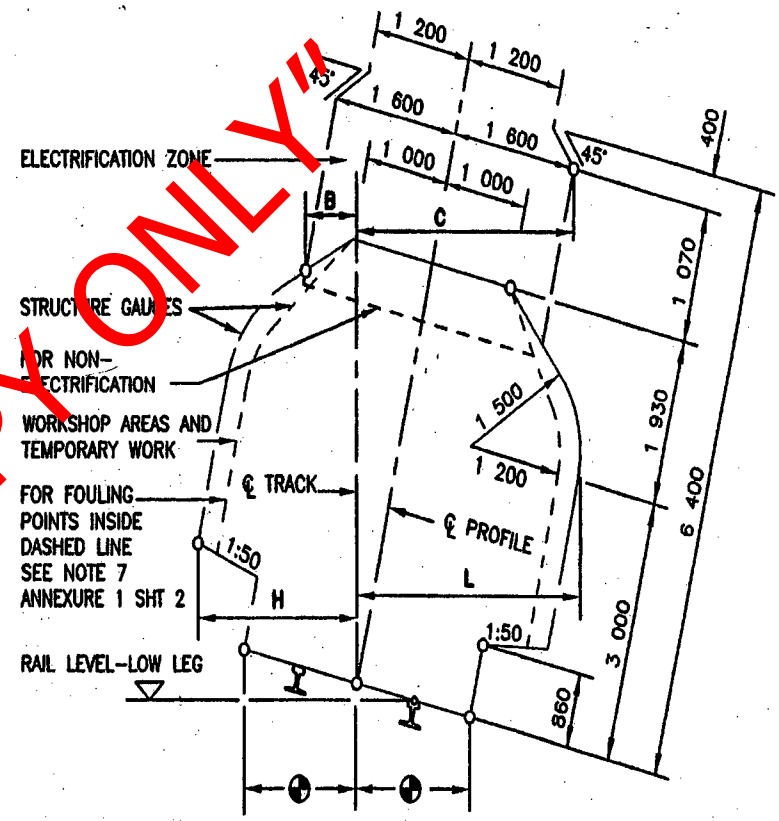 1 200
1 200
45°
1 600
1 600
45°
400
ELECTRIFICATION ZONE
1 000
1 000
B
C
1 070
STRUCTURE GAUGES
FOR NON-
ELECTRIFICATION
1 500
1 930
WORKSHOP AREAS AND
TEMPORARY WORK
1 200
6 400
℄ TRACK
FOR FOULING
POINTS INSIDE
DASHED LINE
SEE NOTE 7
ANNEXURE 1 SHT 2
℄ PROFILE
1:50
H
L
1:50
3 000
RAIL LEVEL-LOW LEG
860
PY ONLY"